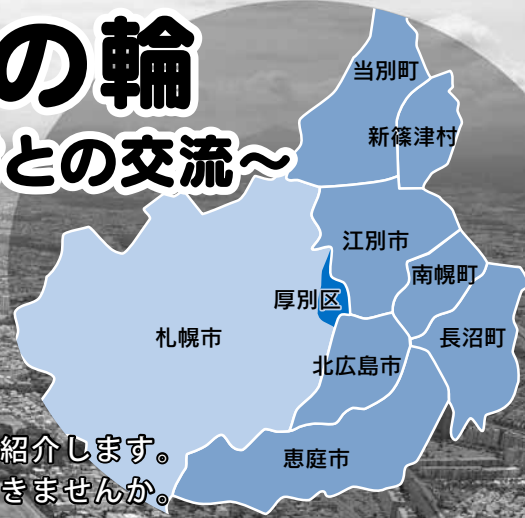 の輪
との交流～
当別町
新篠津村
江別市
南幌町
厚別区
長沼町
札幌市
北広島市
恵庭市
紹介します。
きませんか。